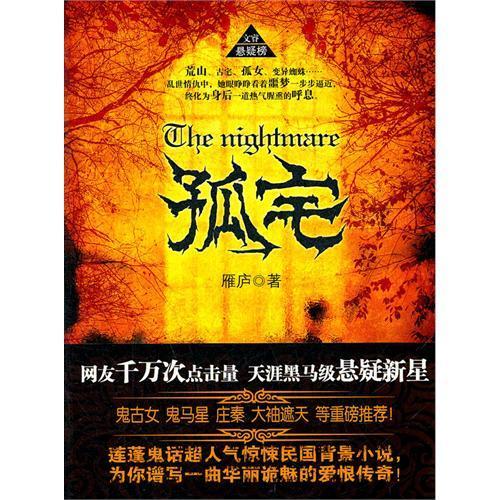 文睿
悬疑榜
荒山、古宅、孤女、变异蜘蛛……
乱世情仇中，她眼睁睁看着噩梦一步步逼近，
终化为身后一道热气腥熏的呼息。
The nightmare
孤宅
雁庐◎著
网友千万次点击量 天涯黑马级悬疑新星
鬼古女 鬼马星 庄秦 大袖遮天 等重磅推荐！
莲蓬鬼话超人气惊悚民国背景小说，
为你谱写一曲华丽诡魅的爱恨传奇！